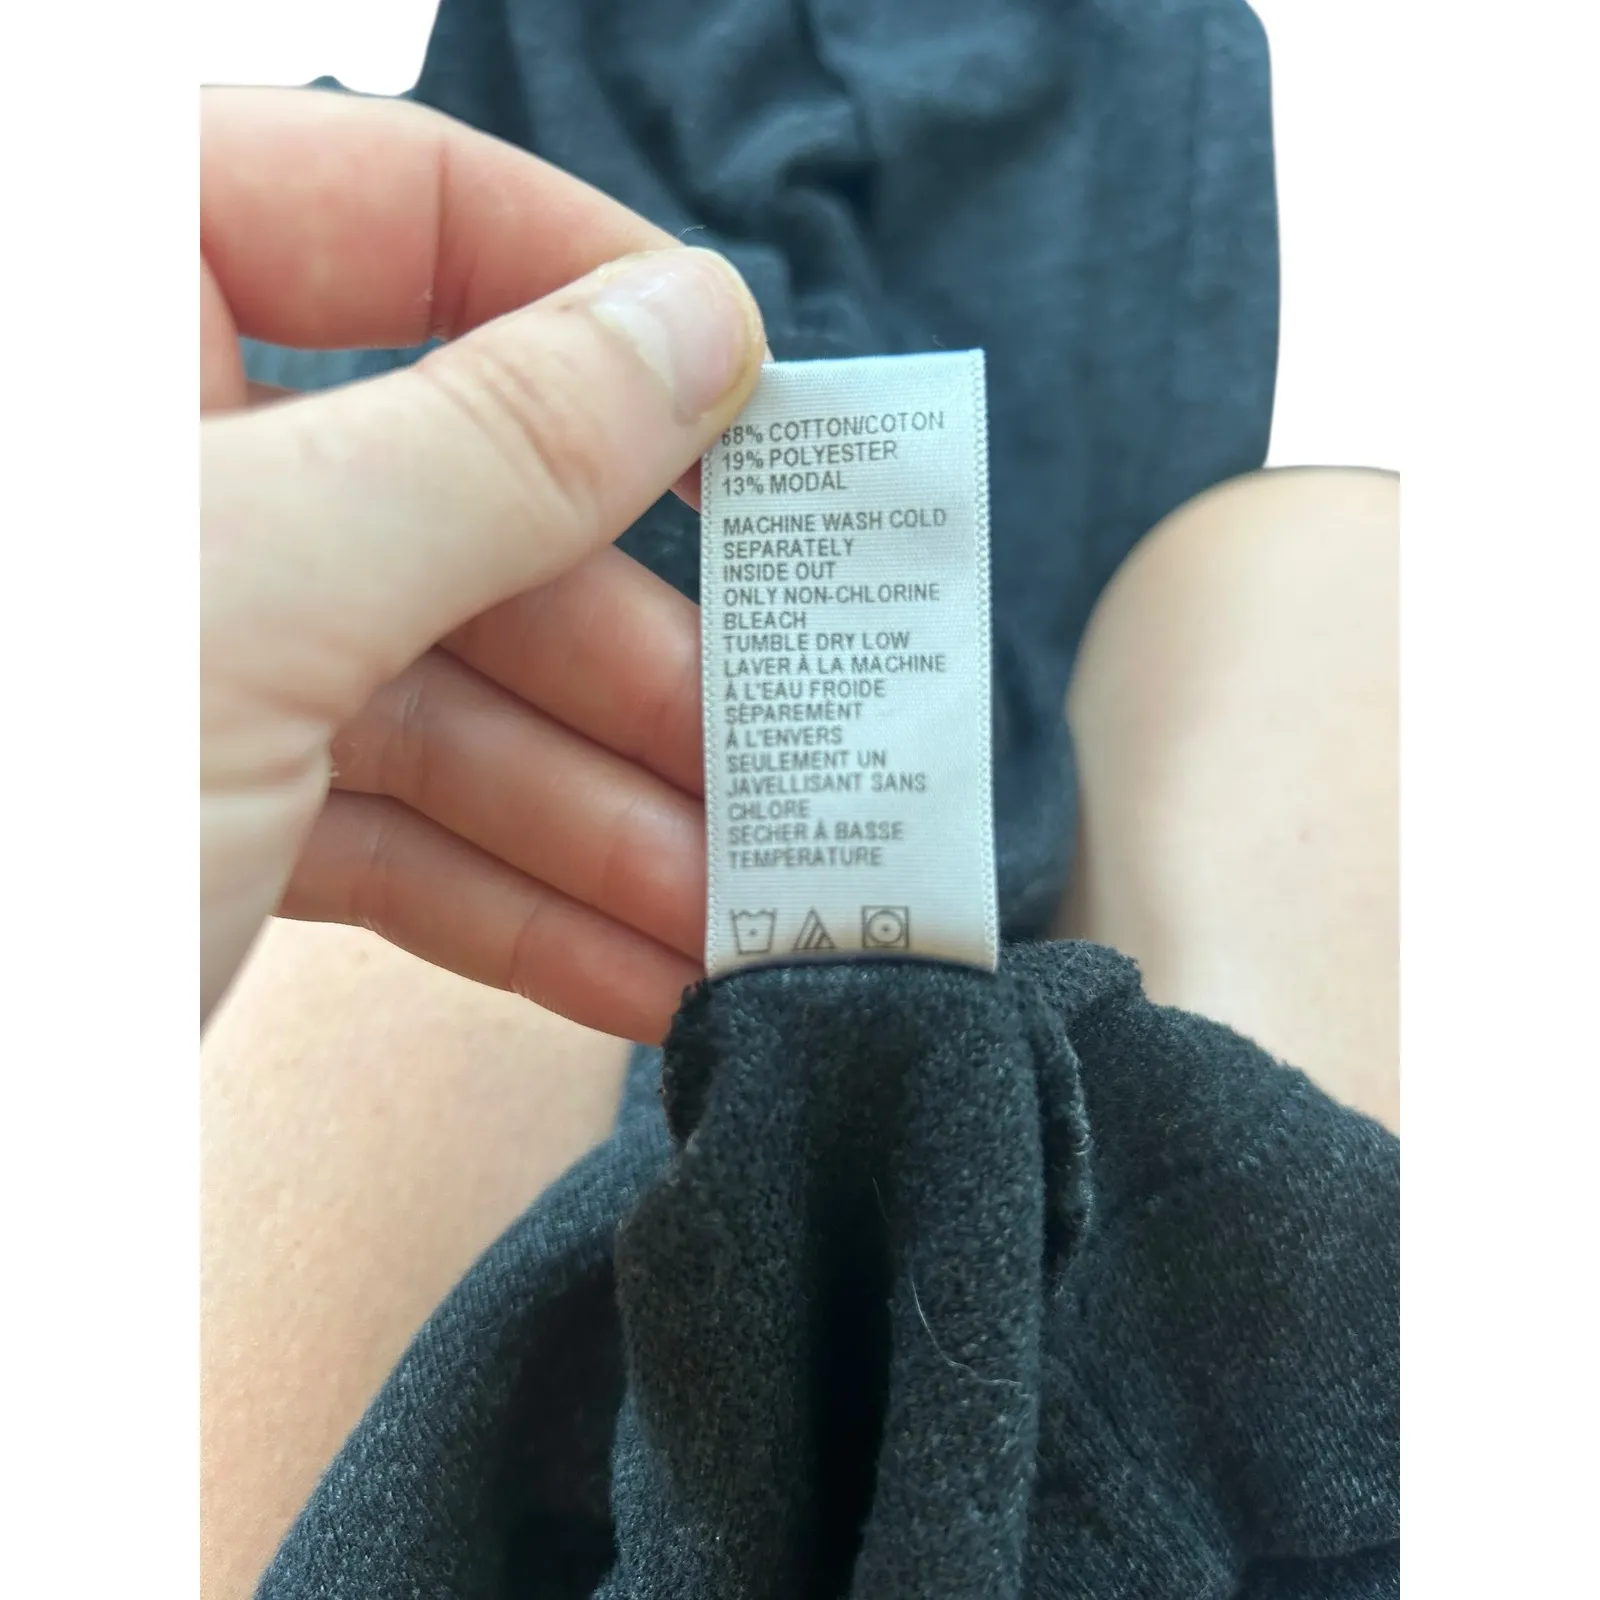 68% COTTON/COTON
19% POLYESTER
13% MODAL
MACHINE WASH COLD
SEPARATELY
INSIDE OUT
ONLY NON-CHLORINE
BLEACH
TUMBLE DRY LOW
LAVER À LA MACHINE
À L'EAU FROIDE
SÉPARÉMENT
À L'ENVERS
SEULEMENT UN
JAVELLISANT SANS
CHLORE
SÉCHER À BASSE
TEMPÉRATURE